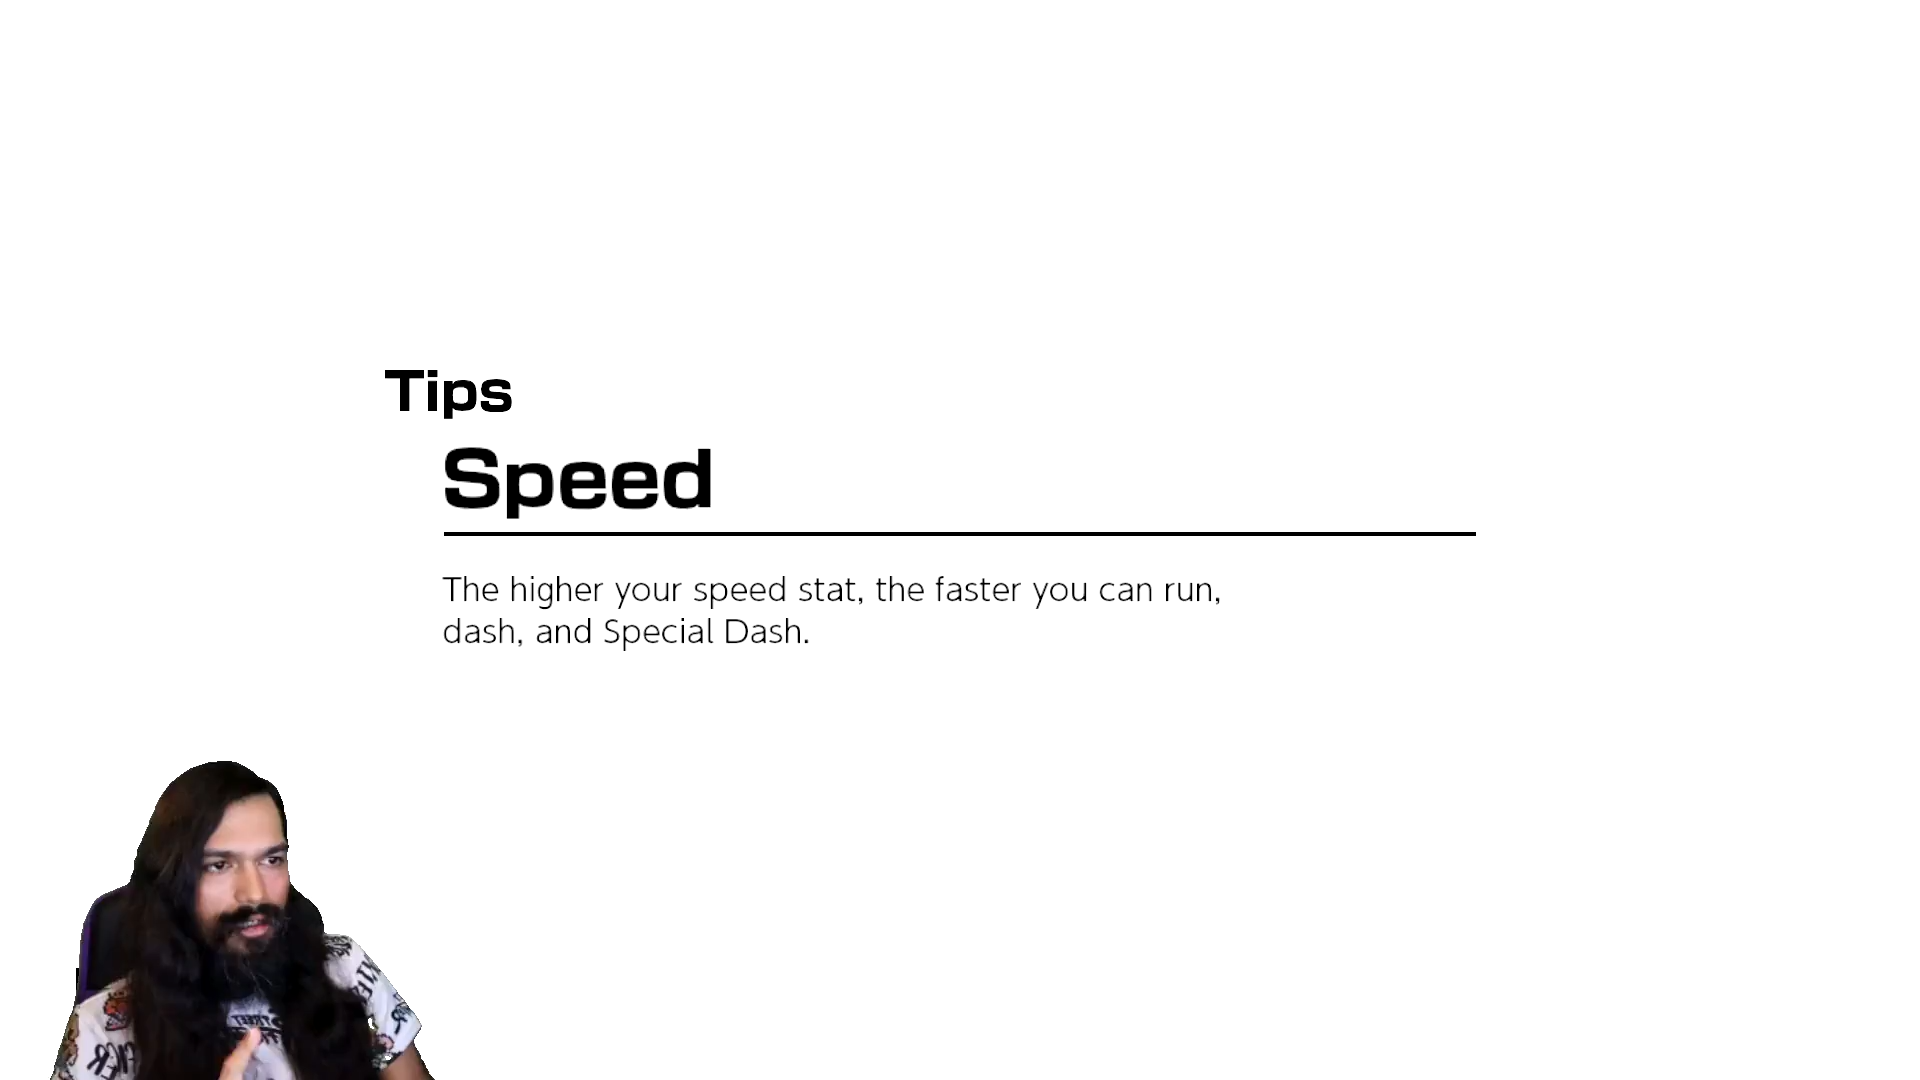 Tips
Speed
The higher your speed stat, the faster you can run,
dash, and Special Dash.